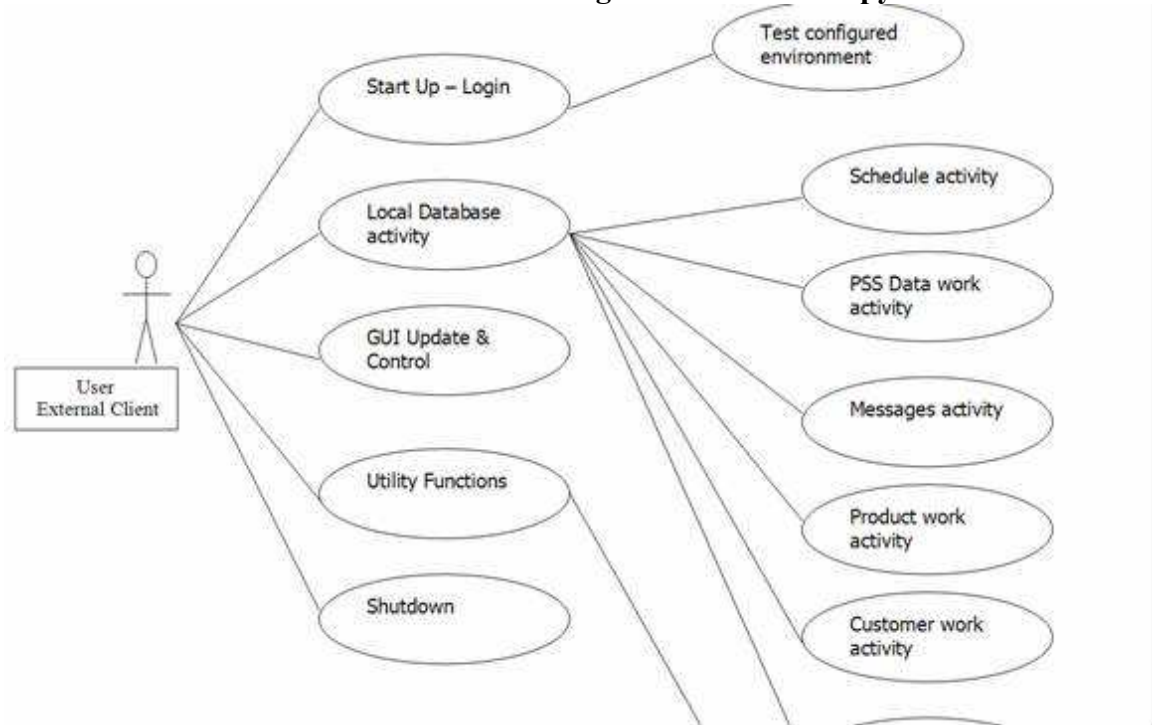 Start Up – Login
Test configured
environment
Local Database
activity
Schedule activity
PSS Data work
activity
GUI Update &
Control
User
External Client
Messages activity
Utility Functions
Product work
activity
Shutdown
Customer work
activity